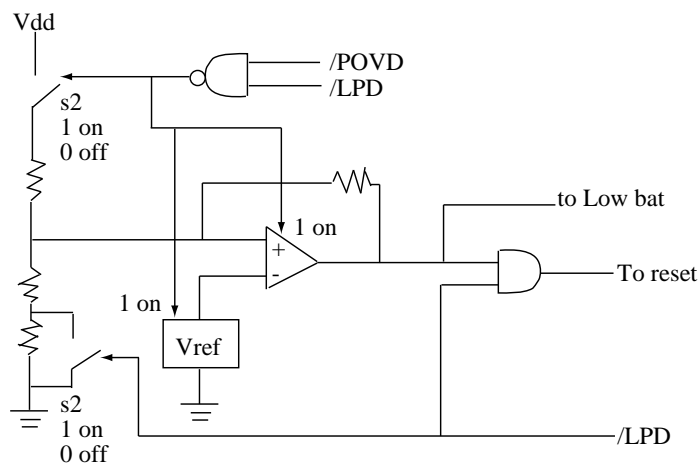 Vdd
/POVD
/LPD
s2
1 on
0 off
to Low bat
1 on
+
-
To reset
1 on
Vref
s2
1 on
0 off
/LPD